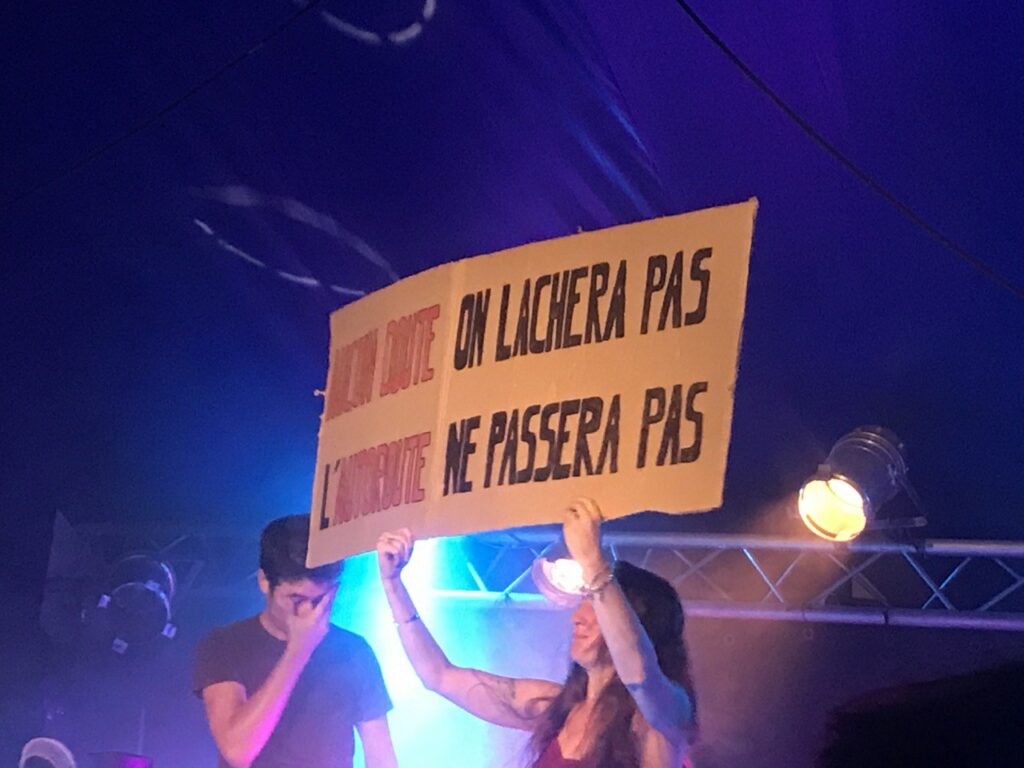 AUCUN DOUTE ON LACHERA PAS
L'AUTOROUTE NE PASSERA PAS